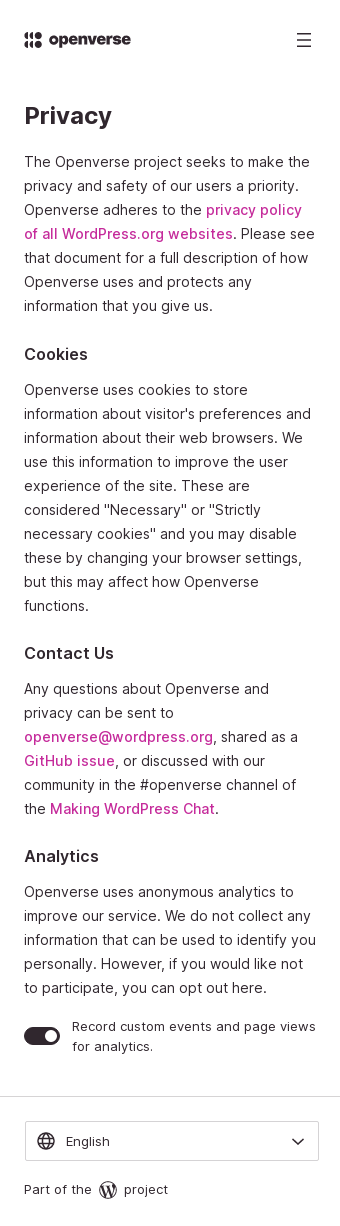 openverse
Privacy
The Openverse project seeks to make the
privacy and safety of our users a priority.
Openverse adheres to the privacy policy
of all WordPress.org websites. Please see
that document for a full description of how
Openverse uses and protects any
information that you give us.
Cookies
Openverse uses cookies to store
information about visitor's preferences and
information about their web browsers. We
use this information to improve the user
experience of the site. These are
considered "Necessary" or "Strictly
necessary cookies" and you may disable
these by changing your browser settings,
but this may affect how Openverse
functions.
Contact Us
Any questions about Openverse and
privacy can be sent to
openverse@wordpress.org, shared as a
GitHub issue, or discussed with our
community in the #openverse channel of
the Making WordPress Chat.
Analytics
Openverse uses anonymous analytics to
improve our service. We do not collect any
information that can be used to identify you
personally. However, if you would like not
to participate, you can opt out here.
Record custom events and page views
for analytics.
English
Part of the project